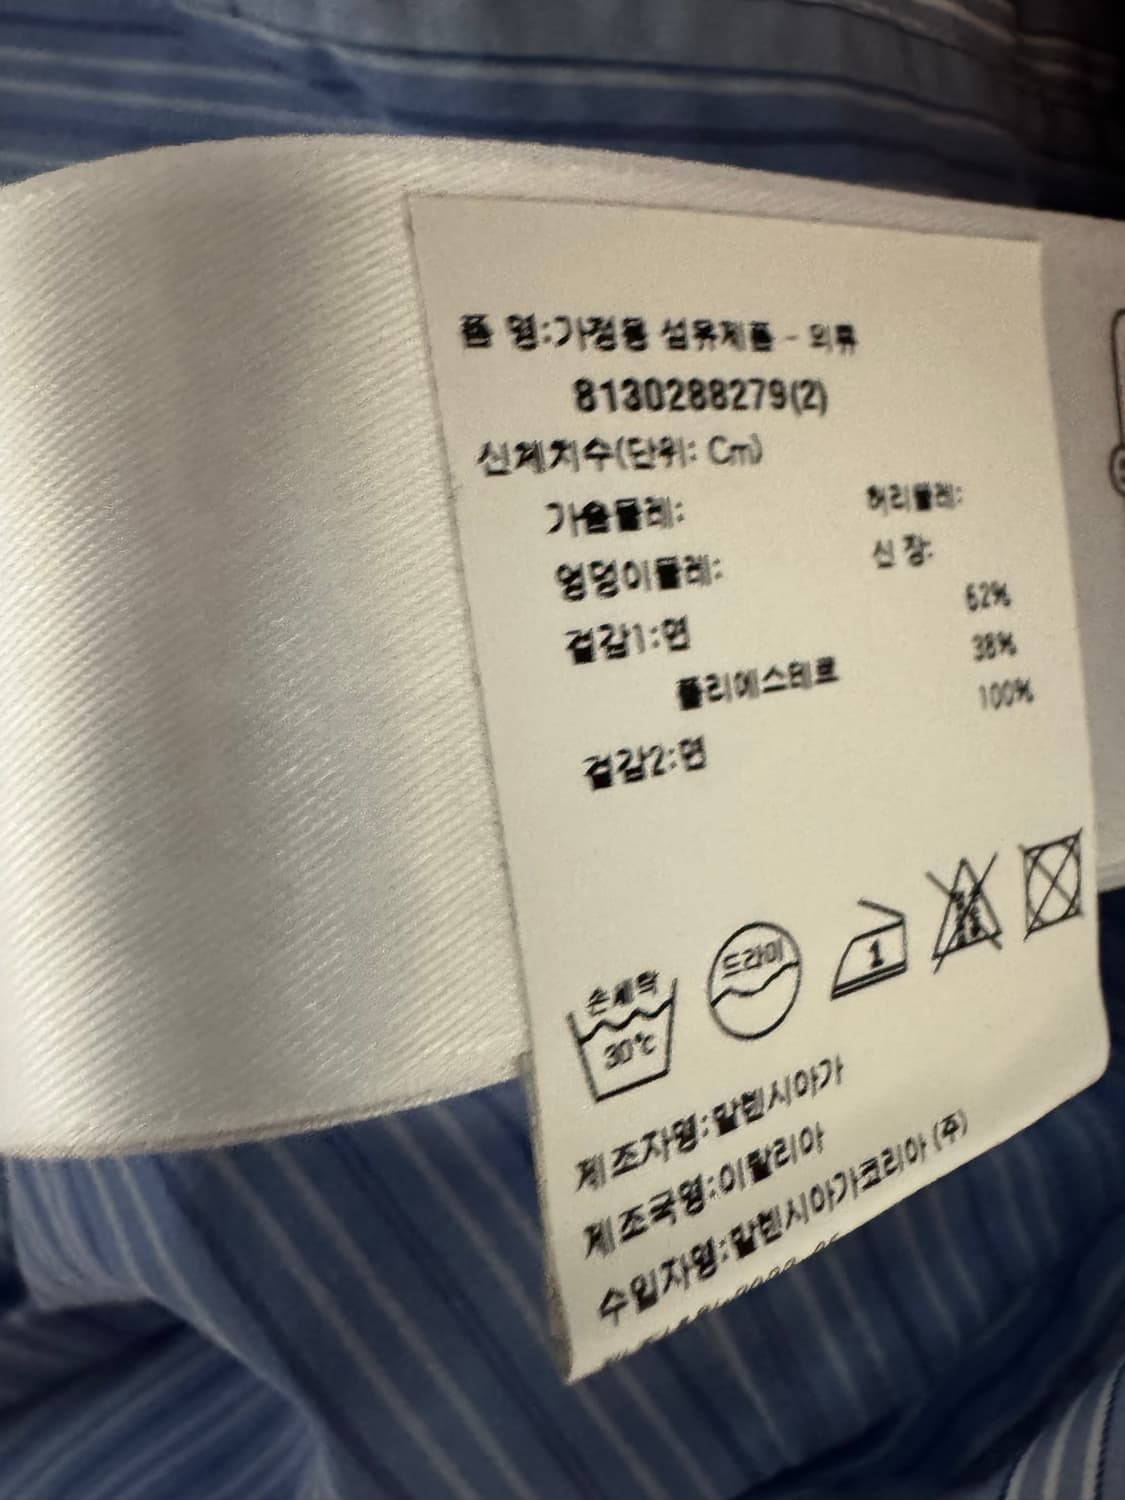 품 명:가정용 섬유제품 - 의류
8130288279(2)
신체치수(단위: Cm)
가슴둘레: 허리둘레:
엉덩이둘레: 신 장:
겉감1:면 62%
폴리에스테르 38%
겉감2:면 100%
손세탁 드라이
30℃ 1
제조자명:발렌시아가
제조국명:이탈리아
수입자명:발렌시아가코리아 (주)